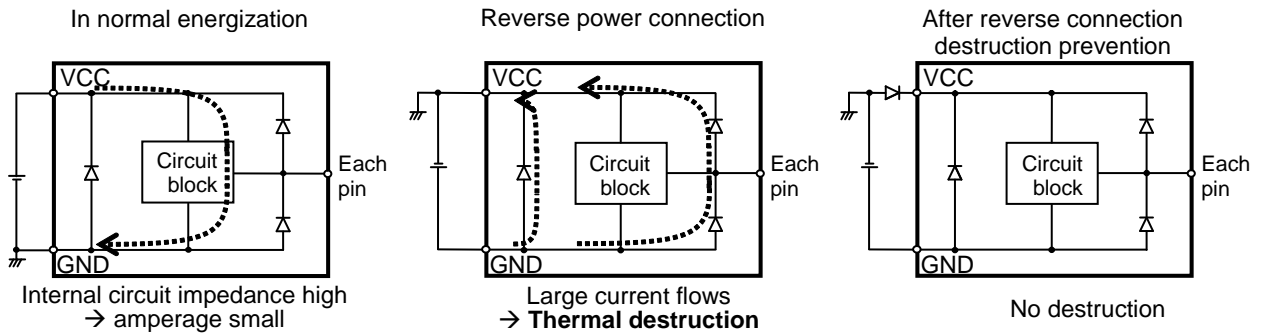 In normal energization
VCC
Circuit
block
Each
pin
GND
Internal circuit impedance high
→ amperage small
Reverse power connection
VCC
Circuit
block
Each
pin
GND
Large current flows
→ Thermal destruction
After reverse connection
destruction prevention
VCC
Circuit
block
Each
pin
GND
No destruction